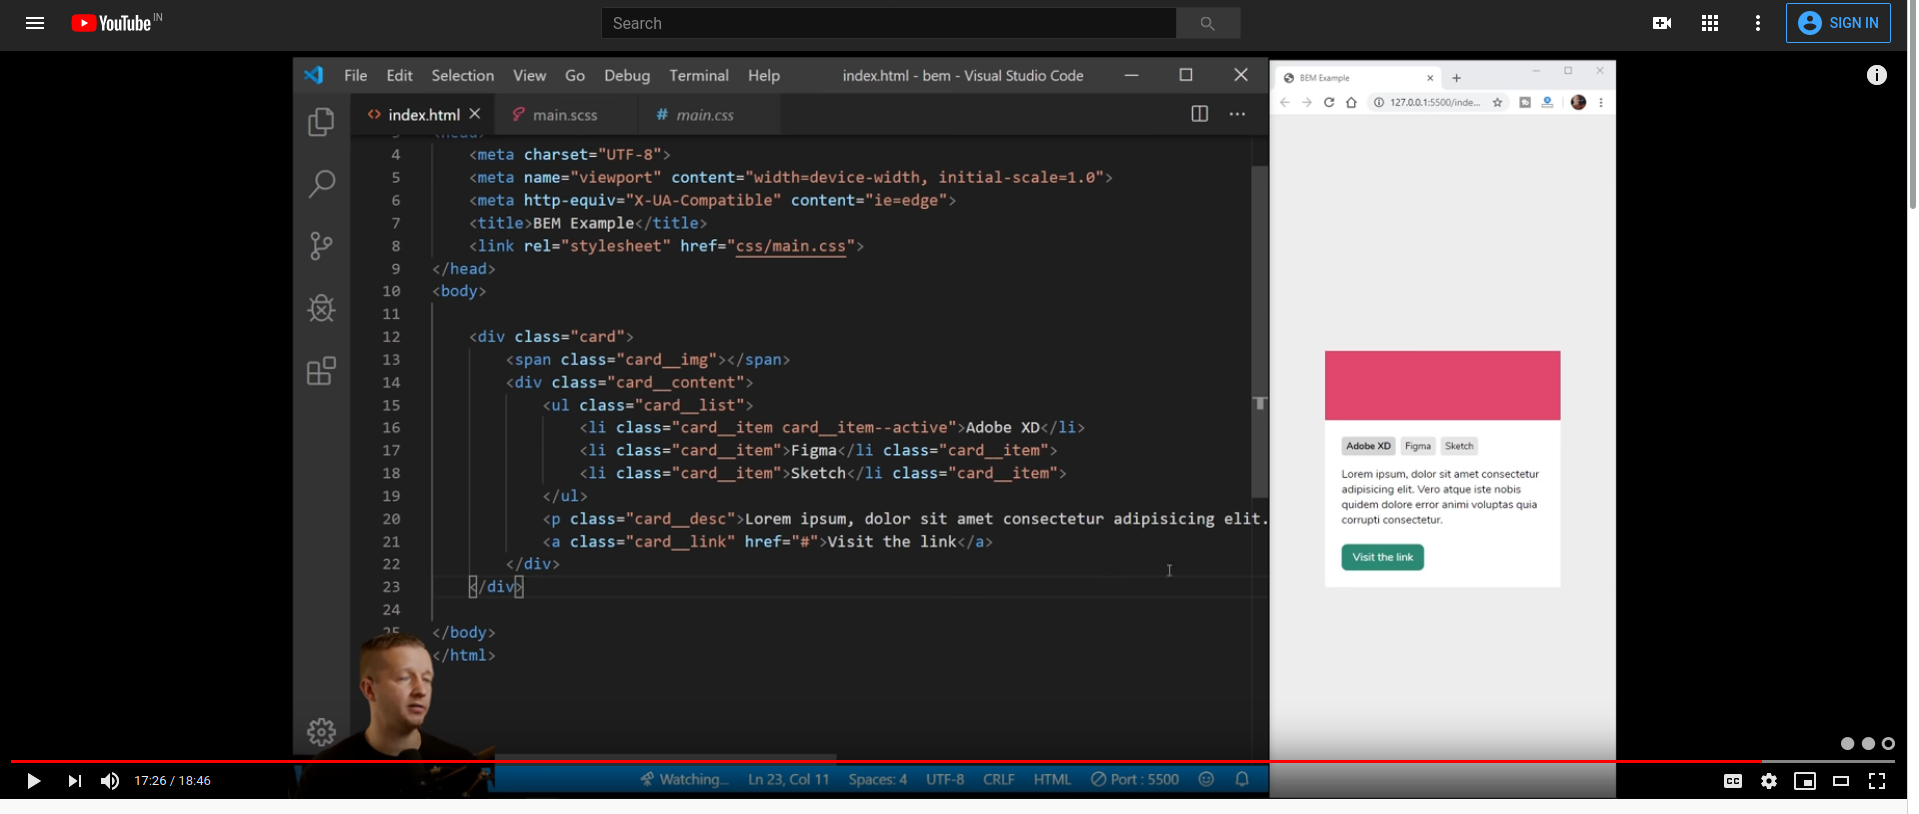 YouTube IN
Search
SIGN IN
File Edit Selection View Go Debug Terminal Help index.html - bem - Visual Studio Code
index.html main.scss # main.css
<head>
4 <meta charset="UTF-8">
5 <meta name="viewport" content="width=device-width, initial-scale=1.0">
6 <meta http-equiv="X-UA-Compatible" content="ie=edge">
7 <title>BEM Example</title>
8 <link rel="stylesheet" href="css/main.css">
9 </head>
10 <body>
11
12 <div class="card">
13 <span class="card__img"></span>
14 <div class="card__content">
15 <ul class="card__list">
16 <li class="card__item card__item--active">Adobe XD</li>
17 <li class="card__item">Figma</li class="card__item">
18 <li class="card__item">Sketch</li class="card__item">
19 </ul>
20 <p class="card__desc">Lorem ipsum, dolor sit amet consectetur adipisicing elit.
21 <a class="card__link" href="#">Visit the link</a>
22 </div>
23 </div>
24
25 </body>
</html>
Watching... Ln 23, Col 11 Spaces: 4 UTF-8 CRLF HTML Port : 5500
BEM Example
127.0.0.1:5500/inde...
Adobe XD Figma Sketch
Lorem ipsum, dolor sit amet consectetur
adipisicing elit. Vero atque iste nobis
quidem dolore error animi voluptas quia
corrupti consectetur.
Visit the link
17:26 / 18:46
CC